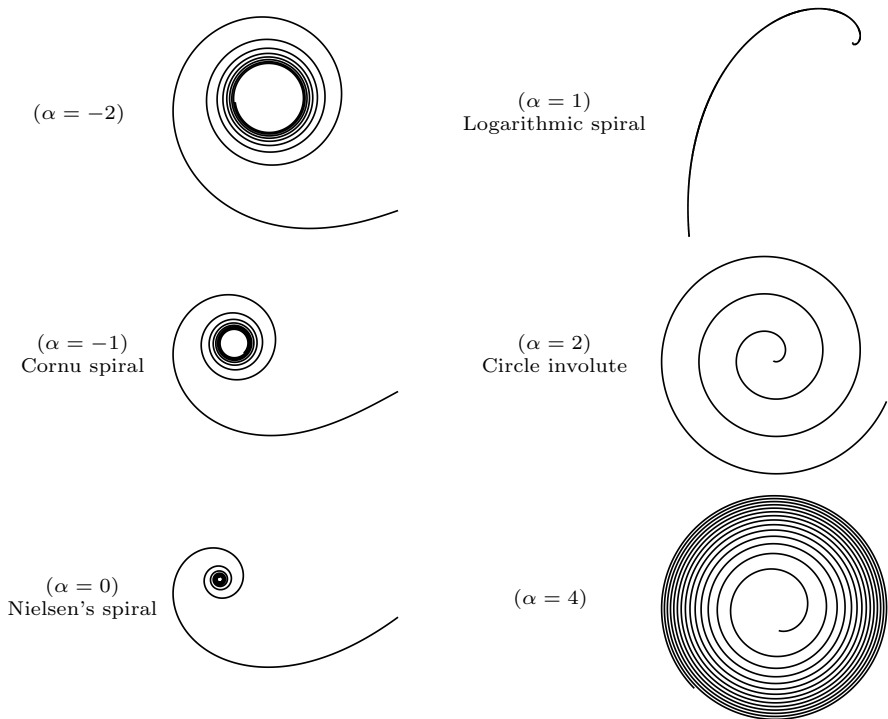 (α = −2)
(α = −1)
Cornu spiral
(α = 0)
Nielsen's spiral
(α = 1)
Logarithmic spiral
(α = 2)
Circle involute
(α = 4)